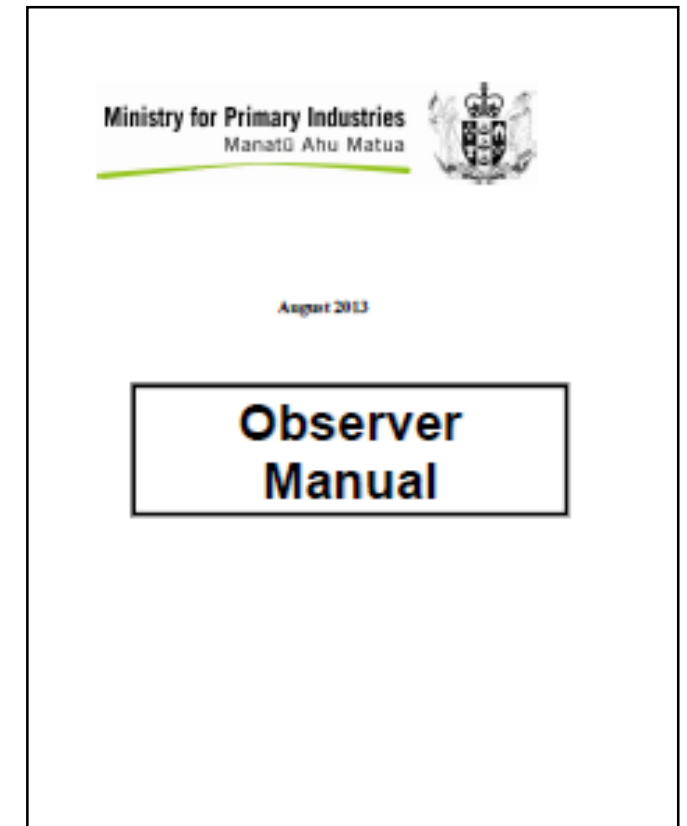 Ministry for Primary Industries
Manatū Ahu Matua
August 2013
Observer
Manual